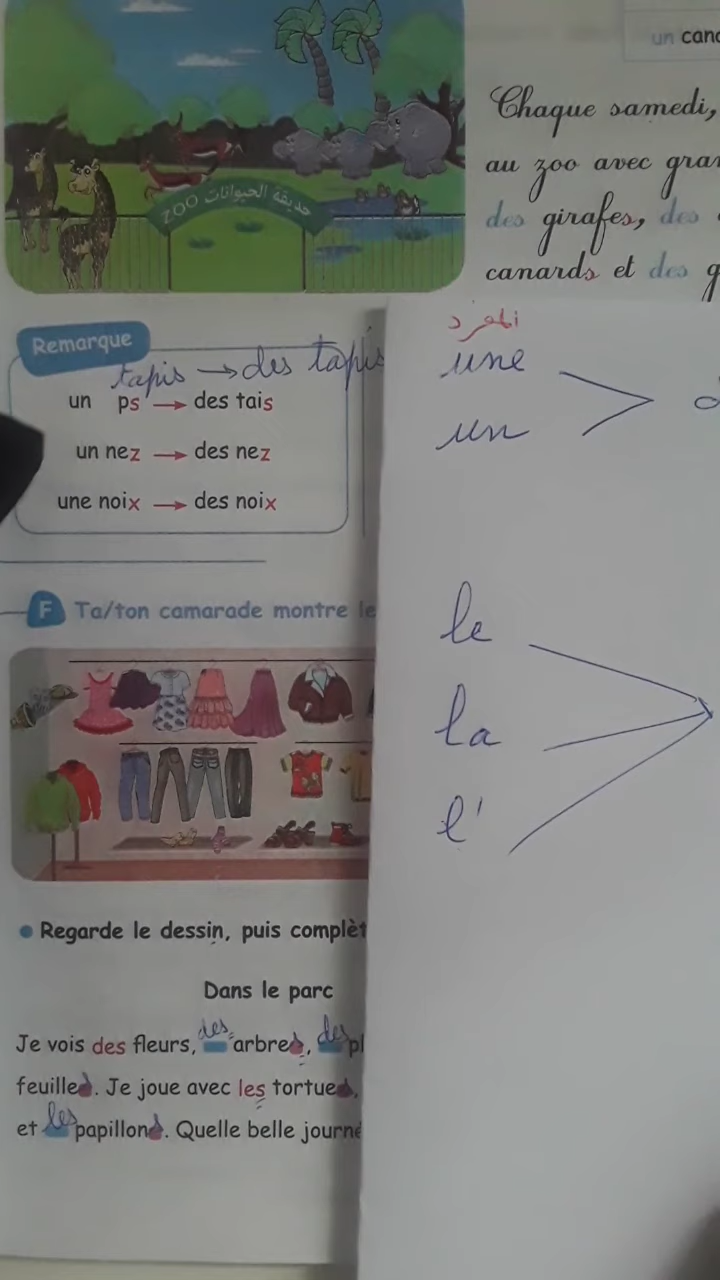 un cana
Chaque samedi,
au zoo avec gran
des girafes, des
canards et des g
ZOO حديقة الحيوانات
Remarque
tapis → des tapis
un ps → des tais
un nez → des nez
une noix → des noix
المفرد
une
un
le
la
l'
F Ta/ton camarade montre le
Regarde le dessin, puis complèt
Dans le parc
Je vois des fleurs, des arbres, des pl
feuilles. Je joue avec les tortues,
et les papillons. Quelle belle journé